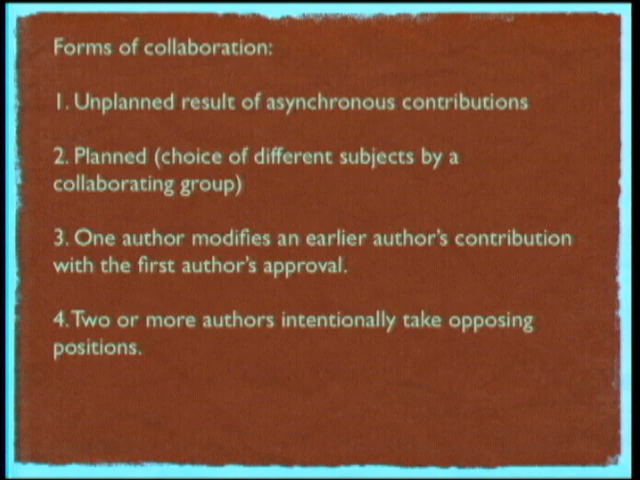 Forms of collaboration:
1. Unplanned result of asynchronous contributions
2. Planned (choice of different subjects by a
collaborating group)
3. One author modifies an earlier author's contribution
with the first author's approval.
4. Two or more authors intentionally take opposing
positions.